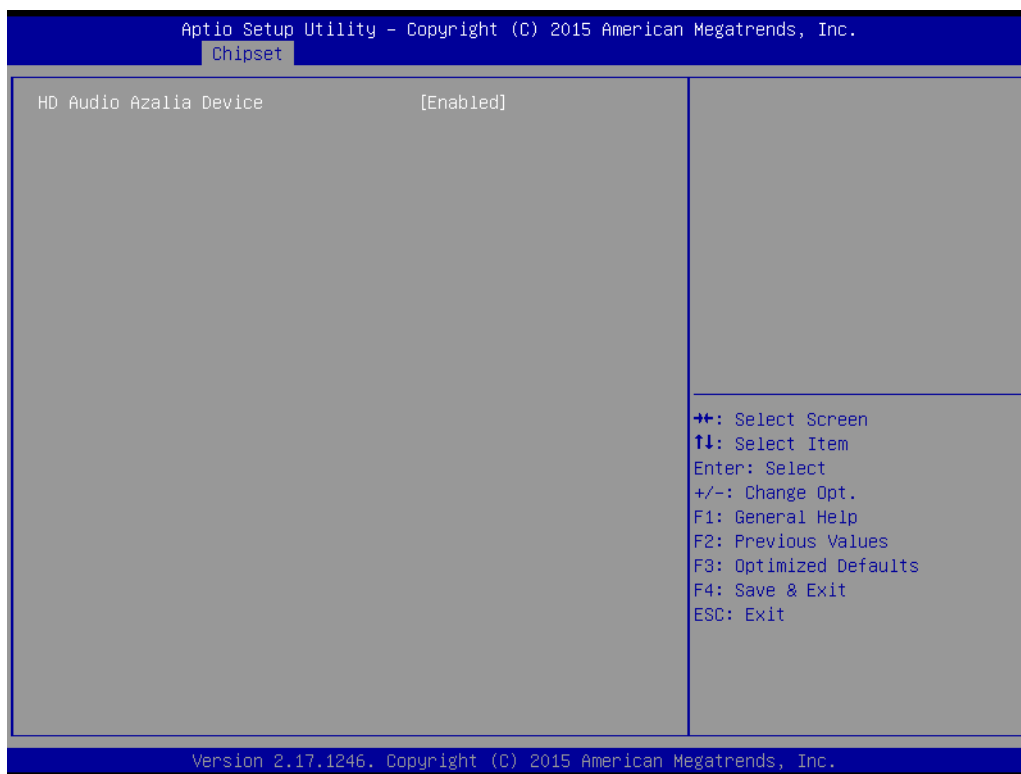 Aptio Setup Utility – Copyright (C) 2015 American Megatrends, Inc.
Chipset
HD Audio Azalia Device [Enabled]
→←: Select Screen
↑↓: Select Item
Enter: Select
+/-: Change Opt.
F1: General Help
F2: Previous Values
F3: Optimized Defaults
F4: Save & Exit
ESC: Exit
Version 2.17.1246. Copyright (C) 2015 American Megatrends, Inc.